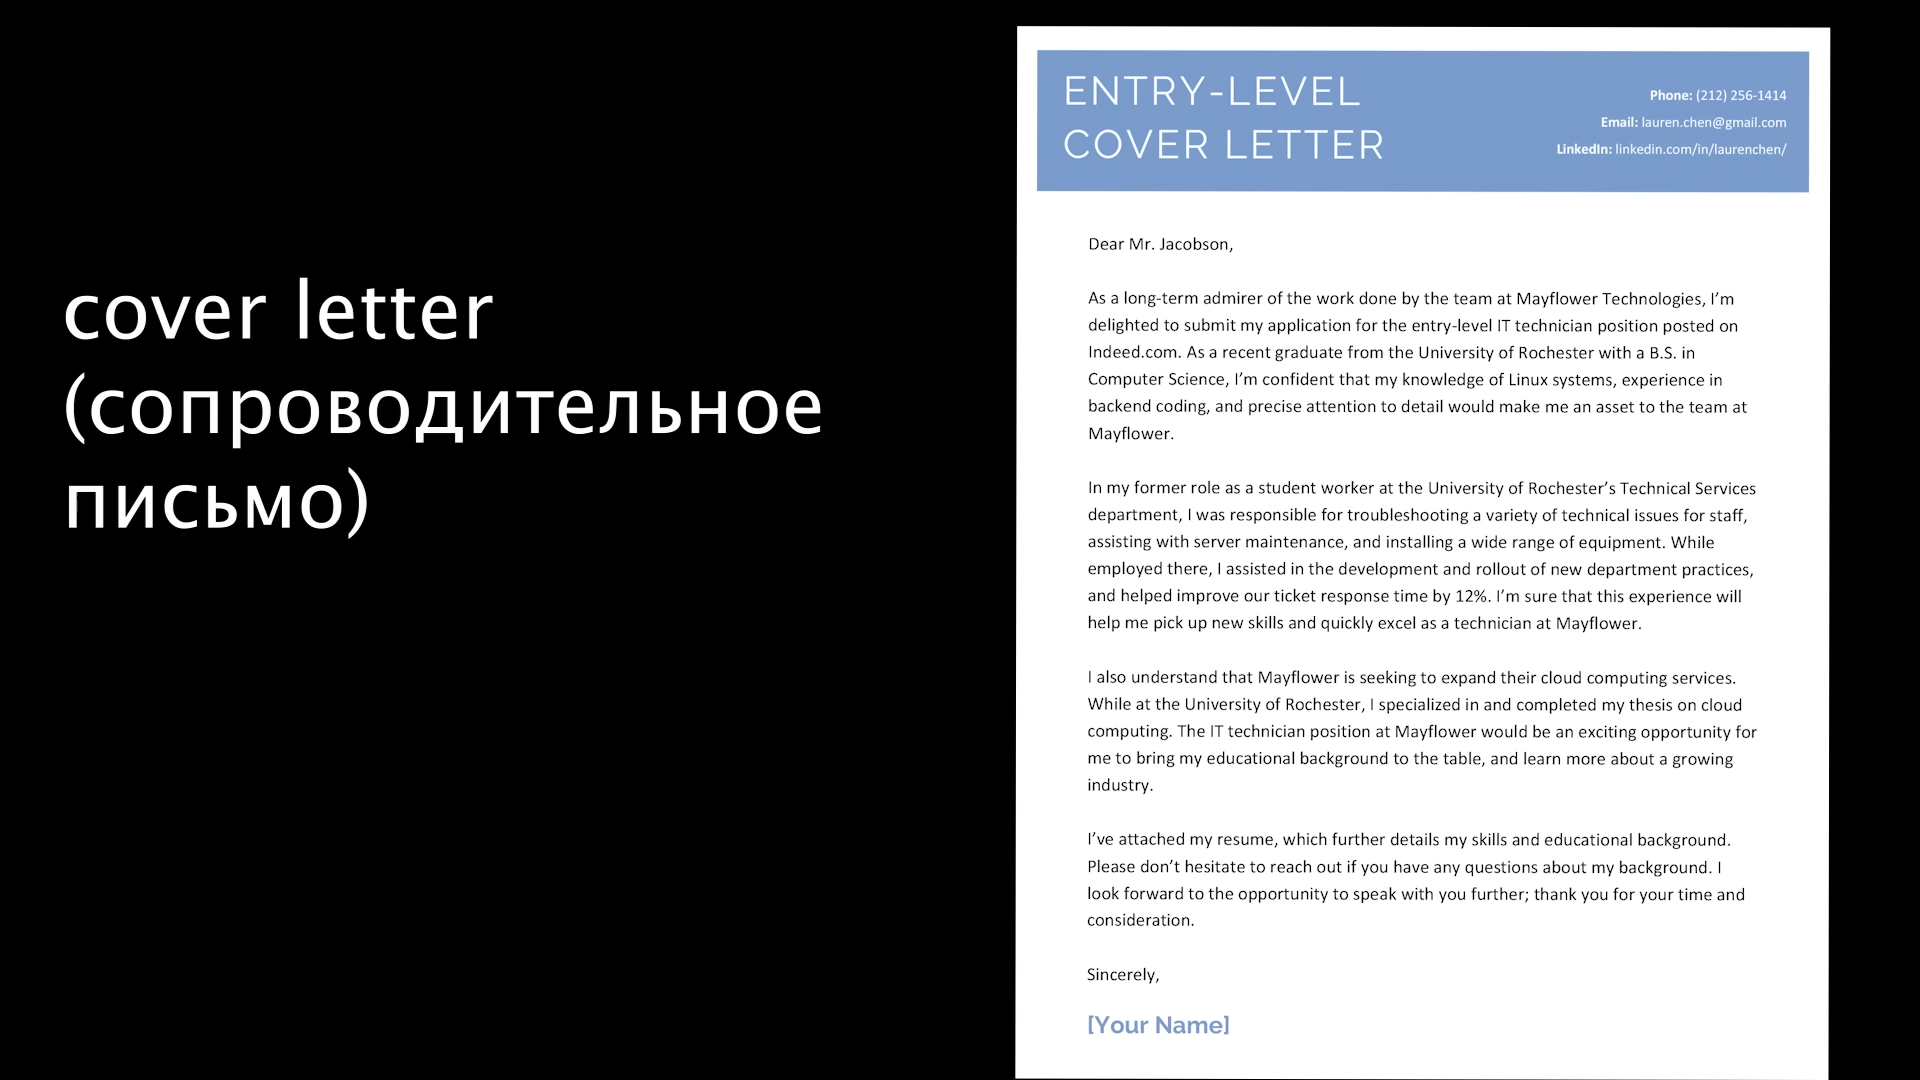 cover letter
(сопроводительное
письмо)
ENTRY-LEVEL
COVER LETTER
Phone: (212) 256-1414
Email: lauren.chen@gmail.com
LinkedIn: linkedin.com/in/laurenchen/
Dear Mr. Jacobson,
As a long-term admirer of the work done by the team at Mayflower Technologies, I’m
delighted to submit my application for the entry-level IT technician position posted on
Indeed.com. As a recent graduate from the University of Rochester with a B.S. in
Computer Science, I’m confident that my knowledge of Linux systems, experience in
backend coding, and precise attention to detail would make me an asset to the team at
Mayflower.
In my former role as a student worker at the University of Rochester’s Technical Services
department, I was responsible for troubleshooting a variety of technical issues for staff,
assisting with server maintenance, and installing a wide range of equipment. While
employed there, I assisted in the development and rollout of new department practices,
and helped improve our ticket response time by 12%. I’m sure that this experience will
help me pick up new skills and quickly excel as a technician at Mayflower.
I also understand that Mayflower is seeking to expand their cloud computing services.
While at the University of Rochester, I specialized in and completed my thesis on cloud
computing. The IT technician position at Mayflower would be an exciting opportunity for
me to bring my educational background to the table, and learn more about a growing
industry.
I’ve attached my resume, which further details my skills and educational background.
Please don’t hesitate to reach out if you have any questions about my background. I
look forward to the opportunity to speak with you further; thank you for your time and
consideration.
Sincerely,
[Your Name]